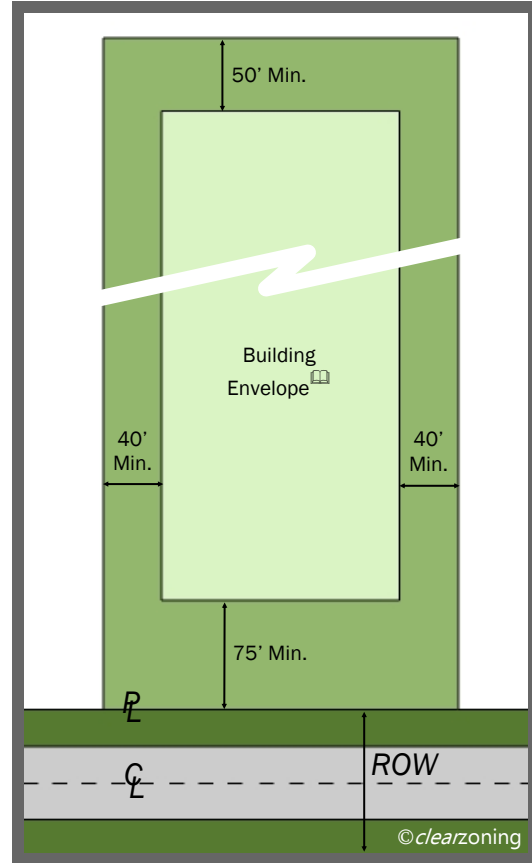 50’ Min.
Building
Envelope
40’
Min.
40’
Min.
75’ Min.
PL
CL
ROW
©clearzoning